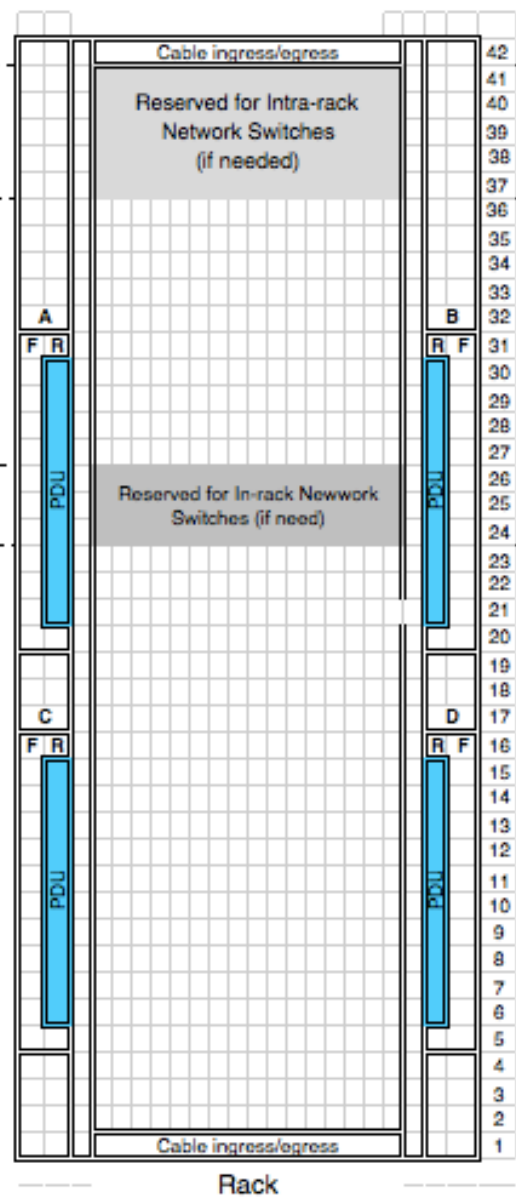 Cable ingress/egress 42
41
Reserved for Intra-rack 40
Network Switches 39
(if needed) 38
37
36
35
34
33
A B 32
F R R F 31
30
29
28
27
PDU PDU
26
Reserved for In-rack Newwork
25
Switches (if need)
24
23
22
21
20
19
18
C D 17
F R R F 16
15
14
13
12
11
PDU PDU
10
9
8
7
6
5
4
3
2
Cable ingress/egress 1
Rack